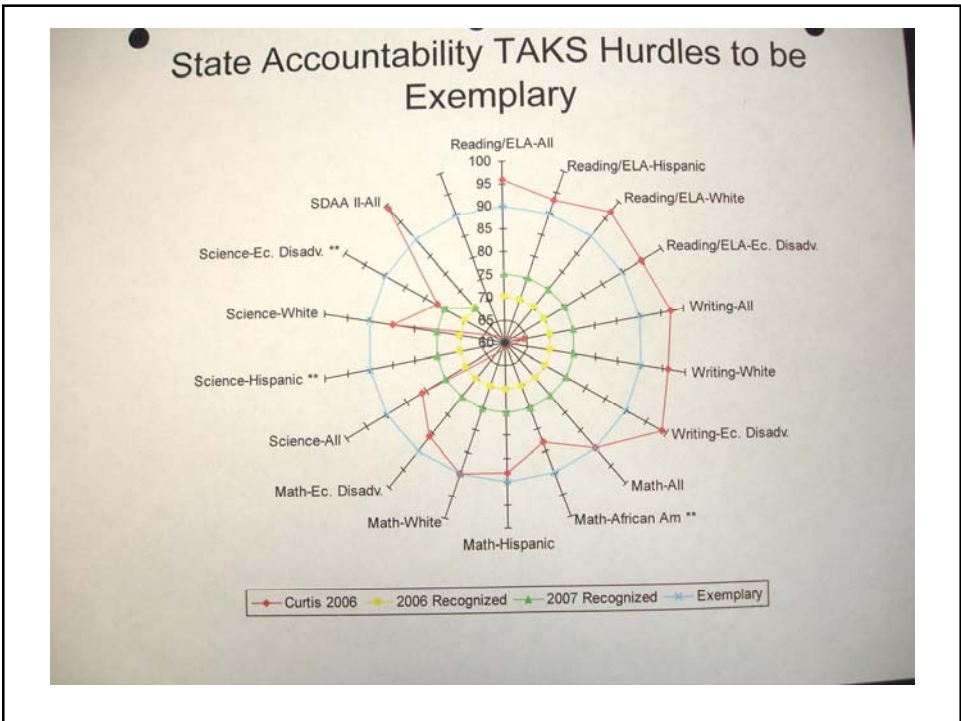 State Accountability TAKS Hurdles to be
Exemplary
Reading/ELA-All
Reading/ELA-Hispanic
Reading/ELA-White
Reading/ELA-Ec. Disadv.
Writing-All
Writing-White
Writing-Ec. Disadv.
Math-All
Math-African Am **
Math-Hispanic
Math-White
Math-Ec. Disadv.
Science-All
Science-Hispanic **
Science-White
Science-Ec. Disadv. **
SDAA II-All
100
95
90
85
80
75
70
65
60
Curtis 2006 2006 Recognized 2007 Recognized Exemplary